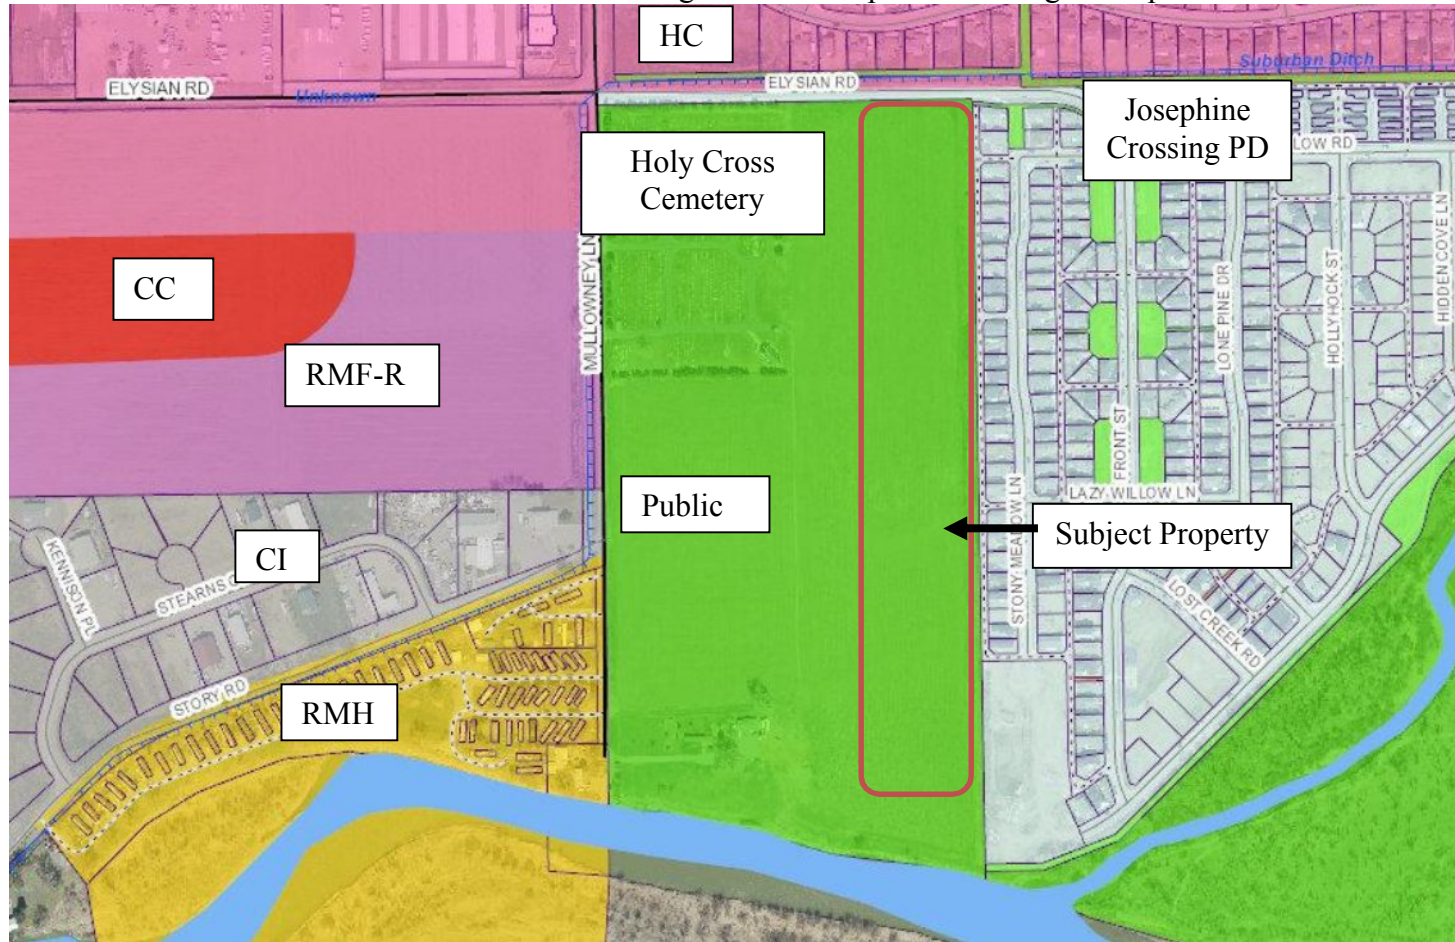 HC
Suburban Ditch
ELYSIAN RD
ELYSIAN RD
Unknown
Josephine
Crossing PD
LOW RD
Holy Cross
Cemetery
MULLOWNEY LN
HIDDEN COVE LN
CC
LONE PINE DR
HOLLYHOCK ST
RMF-R
FRONT ST
LAZY WILLOW LN
Public
Subject Property
STONY MEADOW LN
CI
KENNISON PL
STEARNS
LOST CREEK RD
STORY RD
RMH